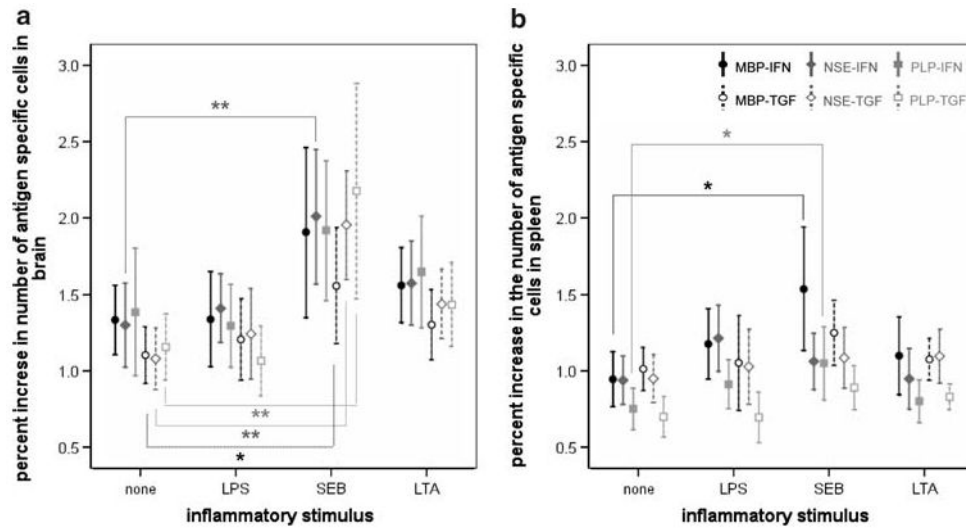 a
percent increse in number of antigen specific cells in
brain
3.0
2.5
2.0
1.5
1.0
0.5
**
**
**
*
none LPS SEB LTA
inflammatory stimulus
b
percent increase in the number of antigen specific
cells in spleen
3.0
2.5
2.0
1.5
1.0
0.5
MBP-IFN NSE-IFN PLP-IFN
MBP-TGF NSE-TGF PLP-TGF
*
*
none LPS SEB LTA
inflammatory stimulus